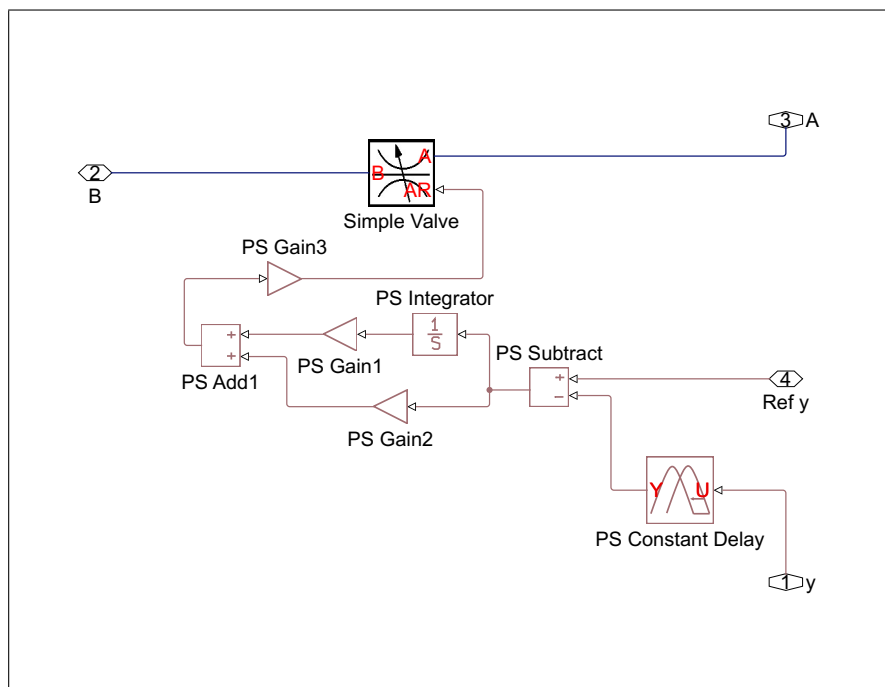 3 A
2
B
B A
AR
Simple Valve
PS Gain3
PS Integrator
1
S
+
+
PS Gain1
PS Subtract
PS Add1
+
−
4
Ref y
PS Gain2
Y U
PS Constant Delay
1 y